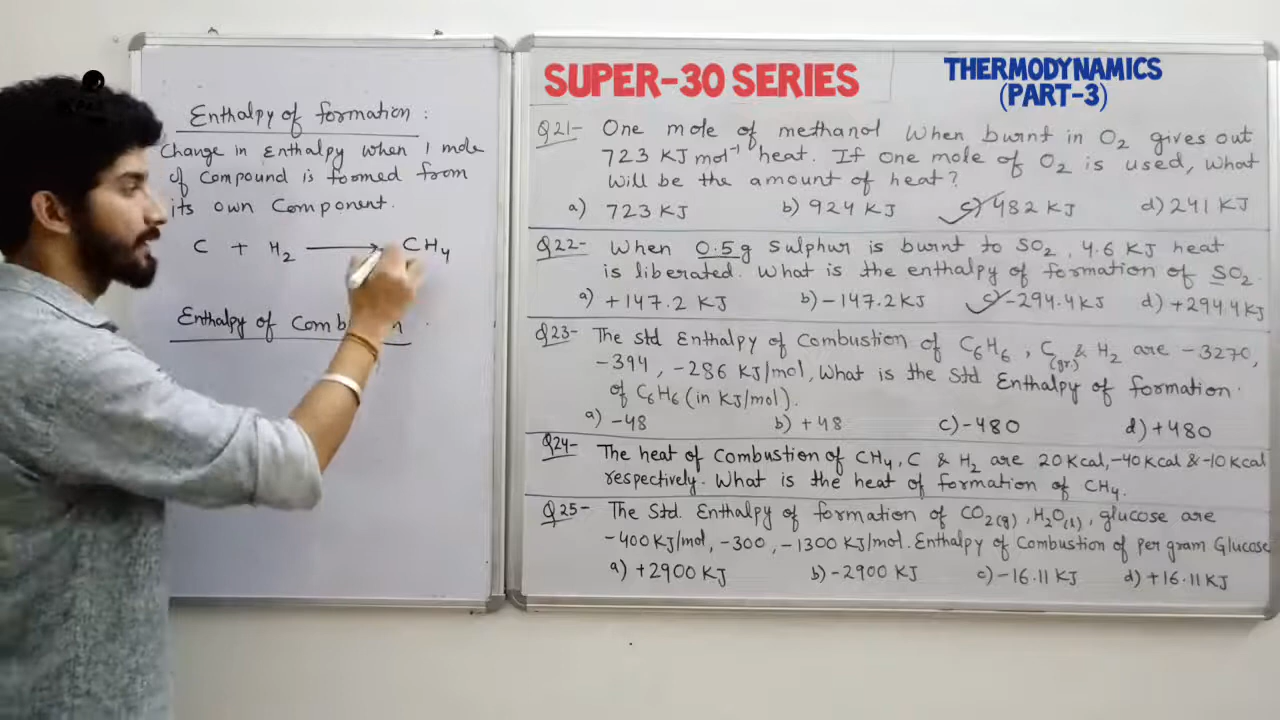 Enthalpy of formation :
Change in Enthalpy when 1 mole
of Compound is formed from
its own Component.
C + H₂ ⟶ CH₄
Enthalpy of
SUPER-30 SERIES
THERMODYNAMICS
(PART-3)
Q21- One mole of methanol When burnt in O₂ gives out
723 KJ mol⁻¹ heat. If one mole of O₂ is used, what
will be the amount of heat?
a) 723 KJ b) 924 KJ c) 482 KJ d) 241 KJ
Q22- When 0.5g Sulphur is burnt to SO₂, 4.6 KJ heat
is liberated. What is the enthalpy of formation of SO₂.
a) +147.2 KJ b) -147.2 KJ c) -294.4 KJ d) +294.4 KJ
Q23- The std Enthalpy of Combustion of C₆H₆, C(gr.) & H₂ are -3270,
-394, -286 KJ/mol, What is the Std Enthalpy of formation.
of C₆H₆ (in KJ/mol).
a) -48 b) +48 c) -480 d) +480
Q24- The heat of Combustion of CH₄, C & H₂ are 20 Kcal, -40 Kcal & -10 Kcal
respectively. What is the heat of formation of CH₄.
Q25- The Std. Enthalpy of formation of CO₂(g), H₂O(l), glucose are
-400 KJ/mol, -300, -1300 KJ/mol. Enthalpy of Combustion of per gram Glucose
a) +2900 KJ b) -2900 KJ c) -16.11 KJ d) +16.11 KJ